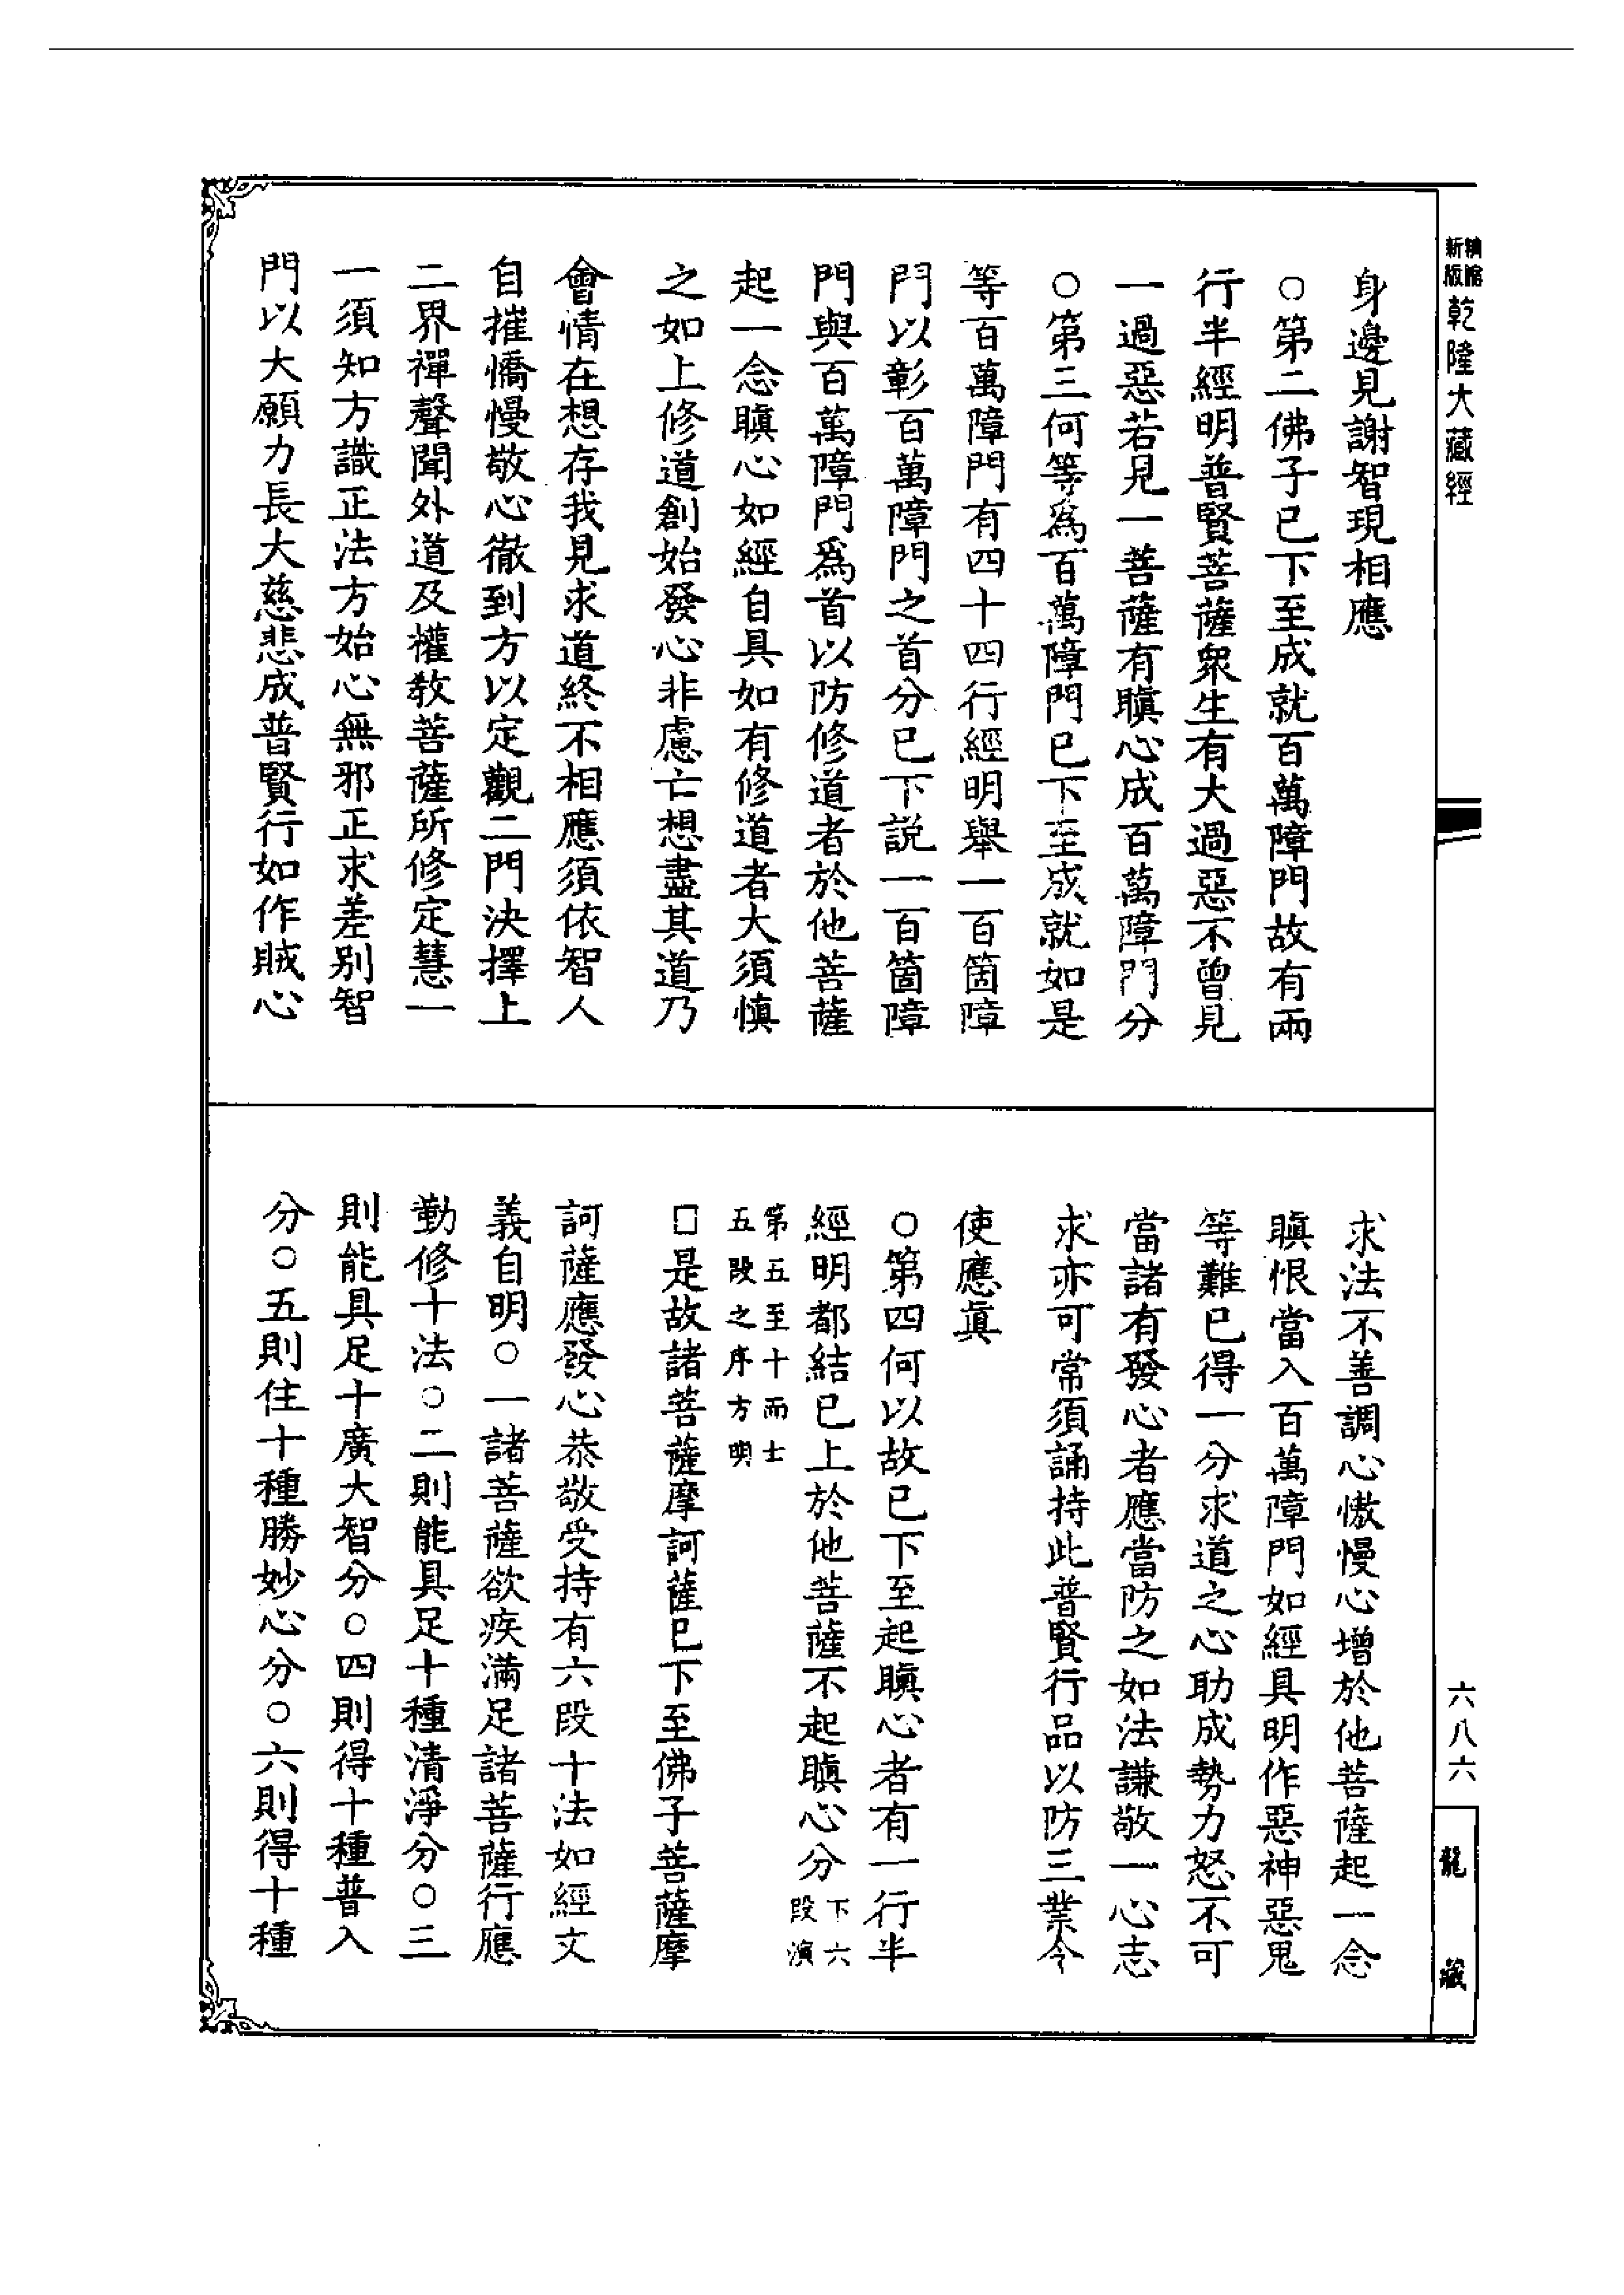 新版 精縮 乾隆大藏經
身邊見謝智現相應
○第二佛子已下至成就百萬障門故有兩
行半經明普賢菩薩衆生有大過惡不曾見
一過惡若見一菩薩有瞋心成百萬障門分
○第三何等爲百萬障門已下至成就如是
等百萬障門有四十四行經明舉一百箇障
門以彰百萬障門之首分已下説一百箇障
門與百萬障門爲首以防修道者於他菩薩
起一念瞋心如經自具如有修道者大須慎
之如上修道創始發心非慮亡想盡其道乃
會情在想存我見求道終不相應須依智人
自摧憍慢敬心徹到方以定觀二門決擇上
二界禪聲聞外道及權教菩薩所修定慧一
一須知方識正法方始心無邪正求差别智
門以大願力長大慈悲成普賢行如作賊心
求法不善調心慠慢心增於他菩薩起一念
瞋恨當入百萬障門如經具明作惡神惡鬼
等難已得一分求道之心助成勢力怒不可
當諸有發心者應當防之如法謙敬一心志
求亦可常須誦持此普賢行品以防三業令
使應眞
○第四何以故已下至起瞋心者有一行半
經明都結已上於他菩薩不起瞋心分 下六段演
第五至十而士
五段之序方明
□是故諸菩薩摩訶薩已下至佛子菩薩摩
訶薩應發心恭敬受持有六段十法如經文
義自明○一諸菩薩欲疾滿足諸菩薩行應
勤修十法○二則能具足十種清淨分○三
則能具足十廣大智分○四則得十種普入
分○五則住十種勝妙心分○六則得十種
六八六
龍藏